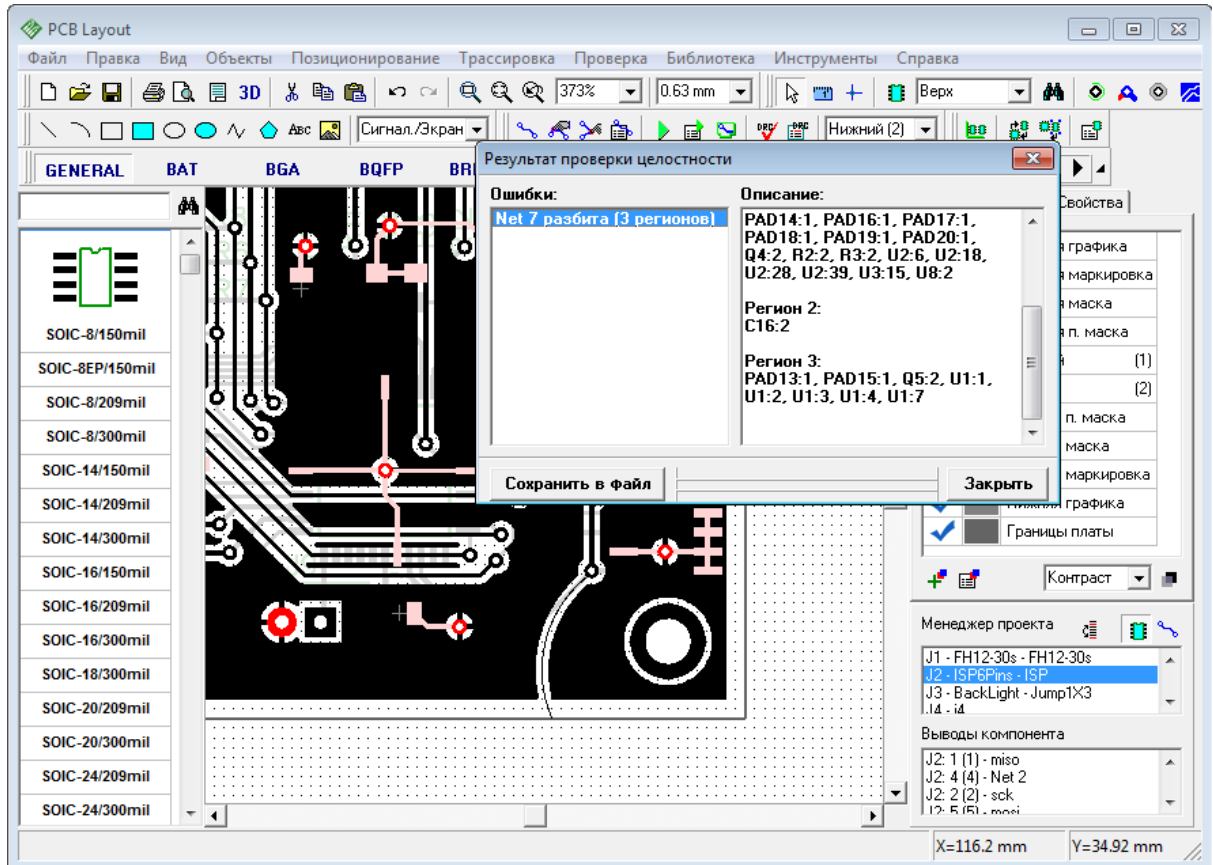 PCB Layout
Файл Правка Вид Объекты Позиционирование Трассировка Проверка Библиотека Инструменты Справка
3D 373% 0.63 mm Верх
ABC Сигнал./Экран DRC DRC Нижний (2)
GENERAL BAT BGA BQFP
Результат проверки целостности
Ошибки:
Net 7 разбита (3 регионов)
Описание:
PAD14:1, PAD16:1, PAD17:1,
PAD18:1, PAD19:1, PAD20:1,
Q4:2, R2:2, R3:2, U2:6, U2:18,
U2:28, U2:39, U3:15, U8:2
Регион 2:
C16:2
Регион 3:
PAD13:1, PAD15:1, Q5:2, U1:1,
U1:2, U1:3, U1:4, U1:7
Сохранить в файл
Закрыть
SOIC-8/150mil
SOIC-8EP/150mil
SOIC-8/209mil
SOIC-8/300mil
SOIC-14/150mil
SOIC-14/209mil
SOIC-14/300mil
SOIC-16/150mil
SOIC-16/209mil
SOIC-16/300mil
SOIC-18/300mil
SOIC-20/209mil
SOIC-20/300mil
SOIC-24/209mil
SOIC-24/300mil
Свойства
графика
маркировка
маска
п. маска
(1)
(2)
п. маска
маска
маркировка
Нижняя графика
Границы платы
Контраст
Менеджер проекта
J1 - FH12-30s - FH12-30s
J2 - ISP6Pins - ISP
J3 - BackLight - Jump1X3
J4 - j4
Выводы компонента
J2: 1 (1) - miso
J2: 4 (4) - Net 2
J2: 2 (2) - sck
J2: 5 (5) - mosi
X=116.2 mm Y=34.92 mm